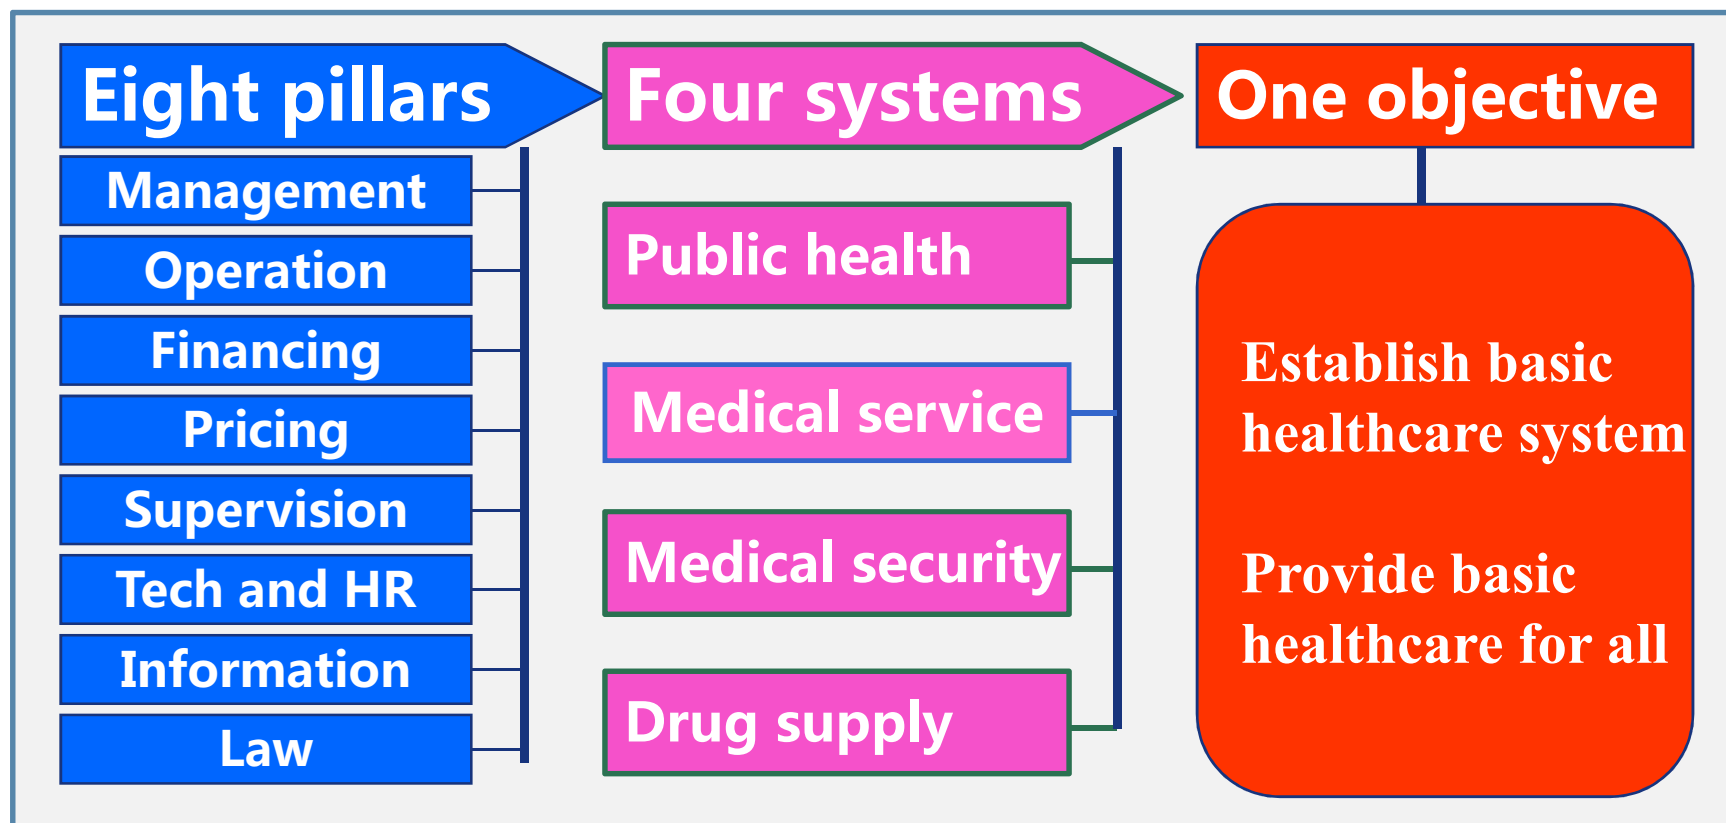 Eight pillars
Management
Operation
Financing
Pricing
Supervision
Tech and HR
Information
Law
Four systems
Public health
Medical service
Medical security
Drug supply
One objective
Establish basic
healthcare system
Provide basic
healthcare for all